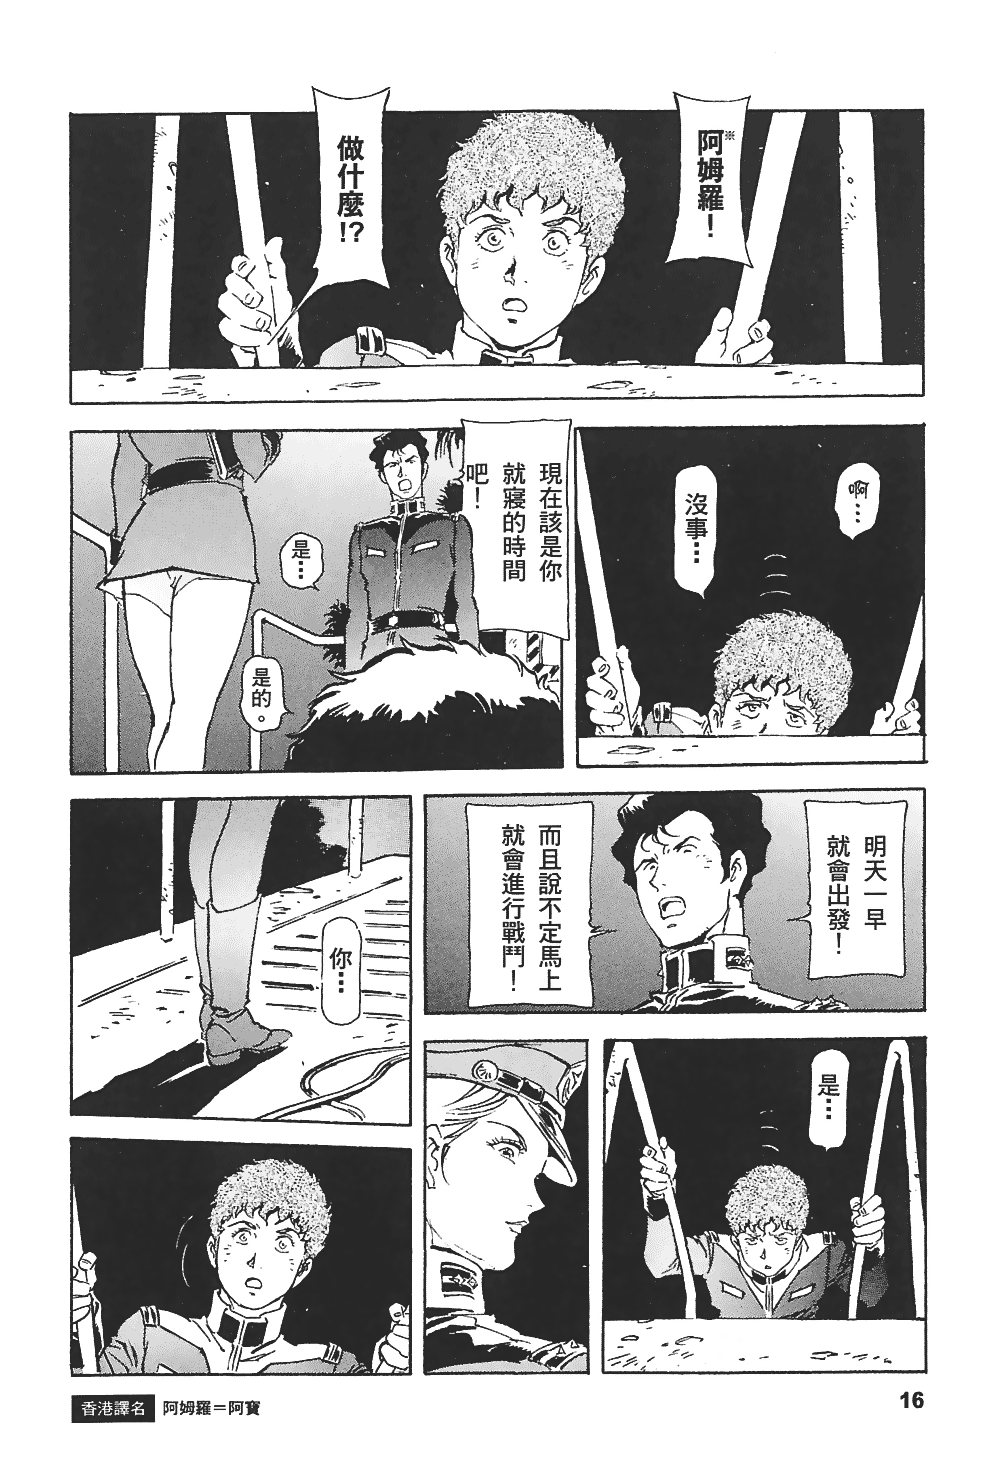 阿姆羅！
※
做什麼!?
啊…
沒事…
現在該是你
就寢的時間
吧！
是…
是的。
明天一早
就會出發！
而且說不定馬上
就會進行戰鬥！
你…
是…
香港譯名 阿姆羅＝阿寶
16